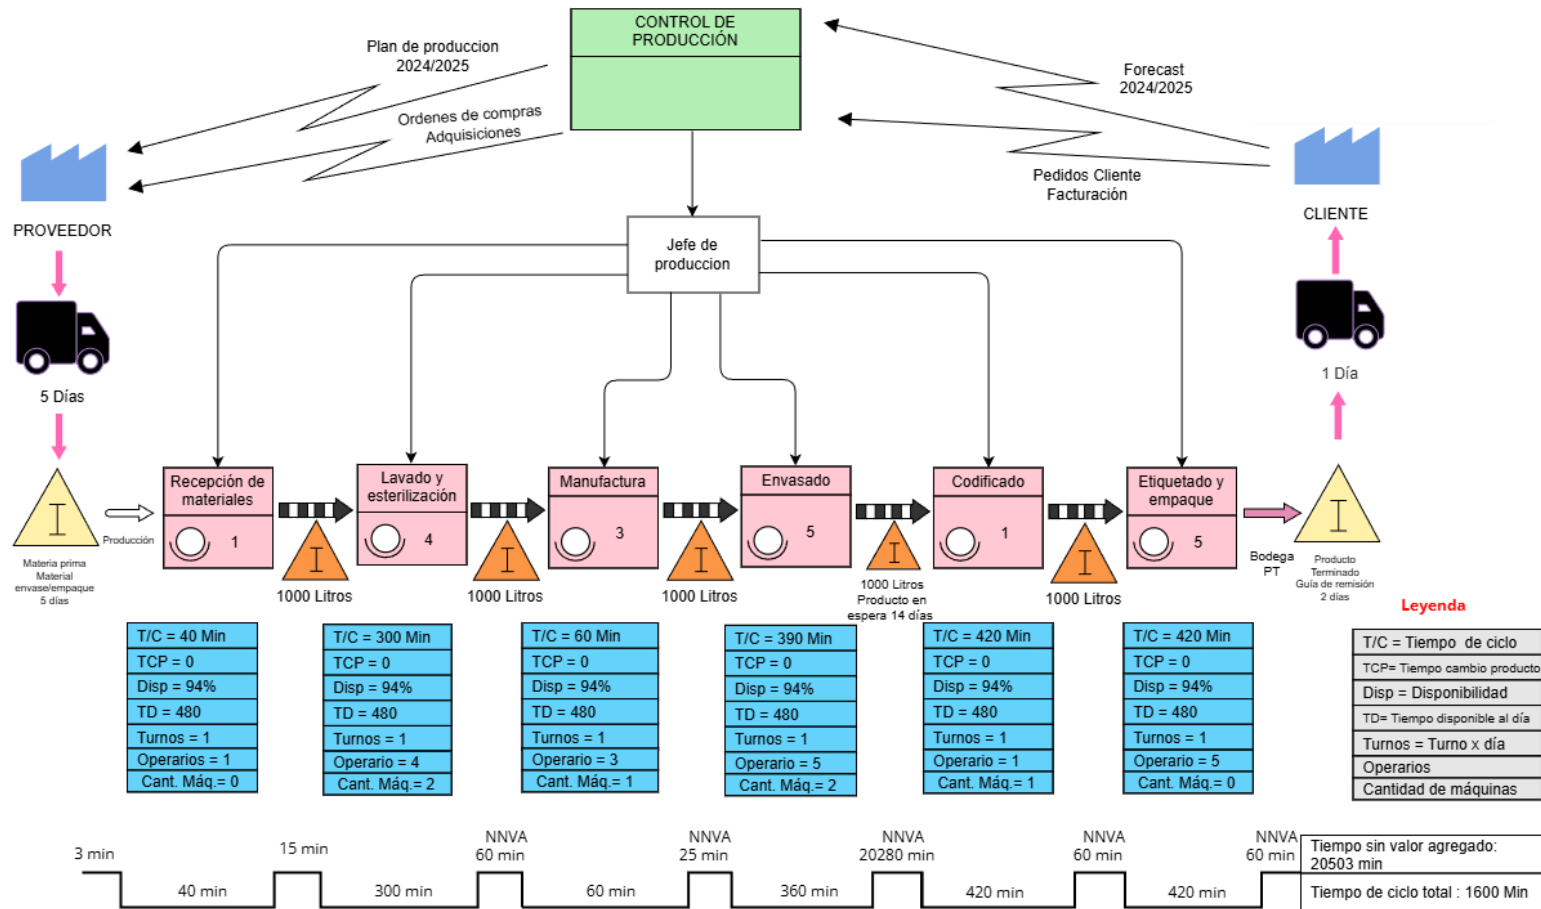 CONTROL DE
PRODUCCIÓN
Plan de produccion
2024/2025
Ordenes de compras
Adquisiciones
Forecast
2024/2025
Pedidos Cliente
Facturación
PROVEEDOR
CLIENTE
Jefe de
produccion
5 Días
1 Día
Materia prima
Material
envase/empaque
5 días
Producción
Recepción de
materiales
1
Lavado y
esterilización
4
Manufactura
3
Envasado
5
Codificado
1
Etiquetado y
empaque
5
I
I
I
I
I
I
I
1000 Litros
1000 Litros
1000 Litros
1000 Litros
Producto en
espera 14 días
1000 Litros
Bodega
PT
Producto
Terminado
Guía de remisión
2 días
T/C = 40 Min
TCP = 0
Disp = 94%
TD = 480
Turnos = 1
Operarios = 1
Cant. Máq.= 0
T/C = 300 Min
TCP = 0
Disp = 94%
TD = 480
Turnos = 1
Operario = 4
Cant. Máq.= 2
T/C = 60 Min
TCP = 0
Disp = 94%
TD = 480
Turnos = 1
Operario = 3
Cant. Máq.= 1
T/C = 390 Min
TCP = 0
Disp = 94%
TD = 480
Turnos = 1
Operario = 5
Cant. Máq.= 2
T/C = 420 Min
TCP = 0
Disp = 94%
TD = 480
Turnos = 1
Operario = 1
Cant. Máq.= 1
T/C = 420 Min
TCP = 0
Disp = 94%
TD = 480
Turnos = 1
Operario = 5
Cant. Máq.= 0
Leyenda
T/C = Tiempo de ciclo
TCP= Tiempo cambio producto
Disp = Disponibilidad
TD= Tiempo disponible al día
Turnos = Turno x día
Operarios
Cantidad de máquinas
3 min
40 min
15 min
300 min
NNVA
60 min
60 min
NNVA
25 min
360 min
NNVA
20280 min
420 min
NNVA
60 min
420 min
NNVA
60 min
Tiempo sin valor agregado:
20503 min
Tiempo de ciclo total : 1600 Min